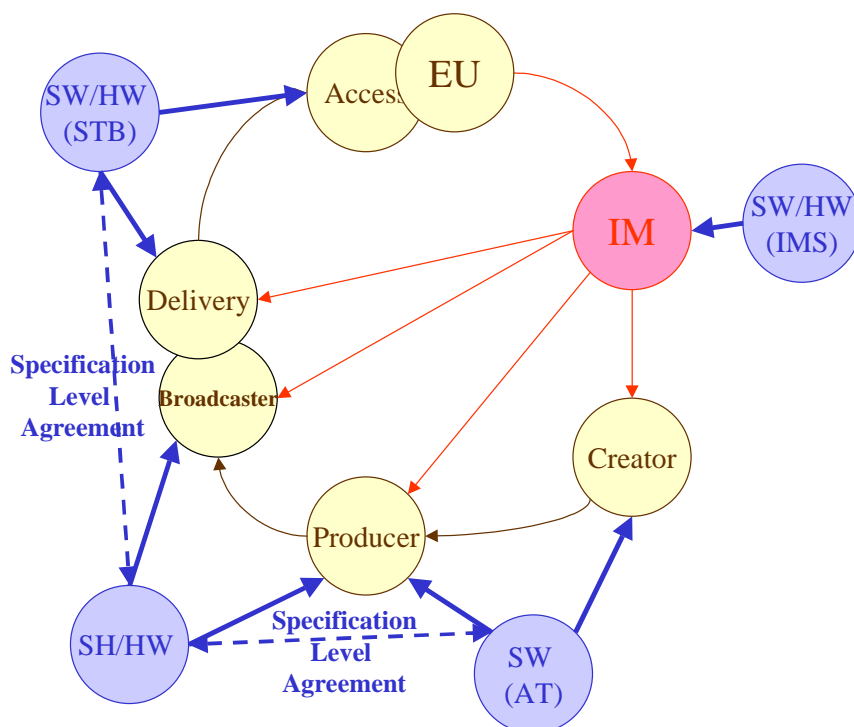 EU
Access
SW/HW
(STB)
SW/HW
(IMS)
IM
Delivery
Specification
Level
Agreement
Broadcaster
Creator
Producer
SH/HW
Specification
Level
Agreement
SW
(AT)